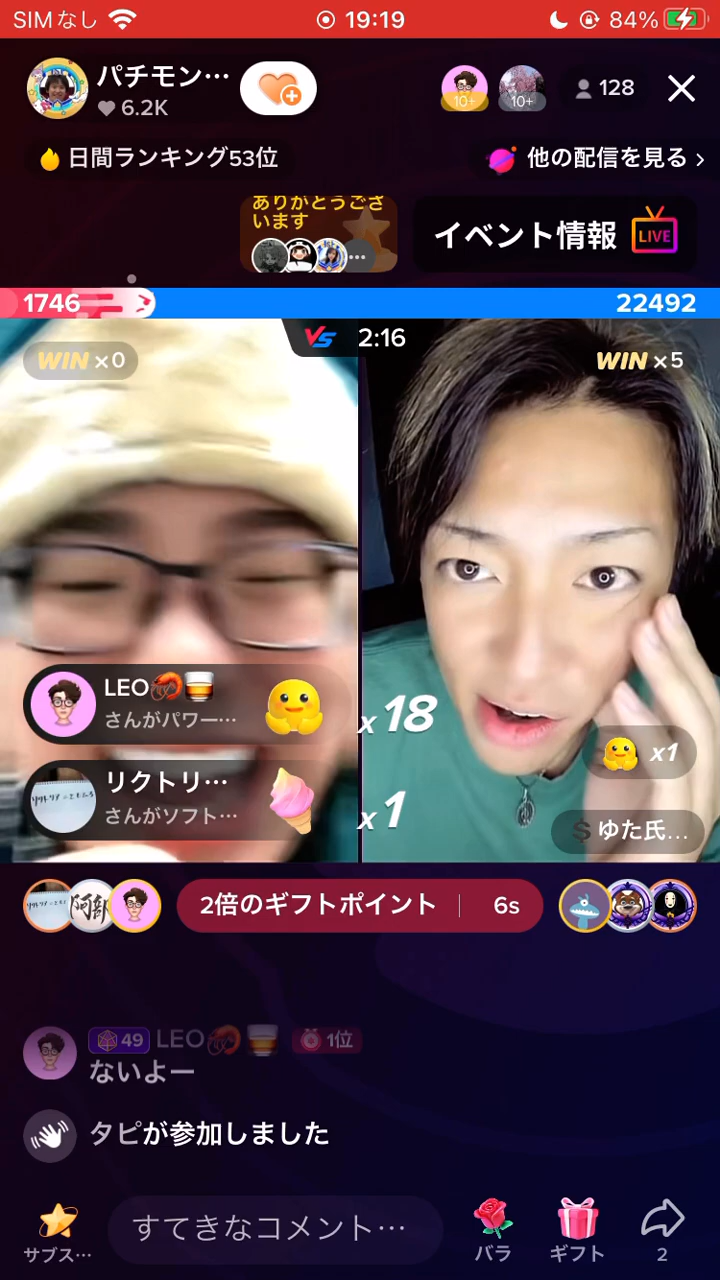 SIMなし
19:19
84%
パチモン…
6.2K
10+
10+
128
日間ランキング53位
他の配信を見る
ありがとうござ
います
イベント情報
LIVE
1746
22492
VS
2:16
WIN x0
WIN x5
LEO
さんがパワー…
x18
x1
リクトリ…
さんがソフト…
x1
ゆた氏…
阿部
2倍のギフトポイント
6s
49
LEO
1位
ないよー
タピが参加しました
すてきなコメント…
サブス…
バラ
ギフト
2